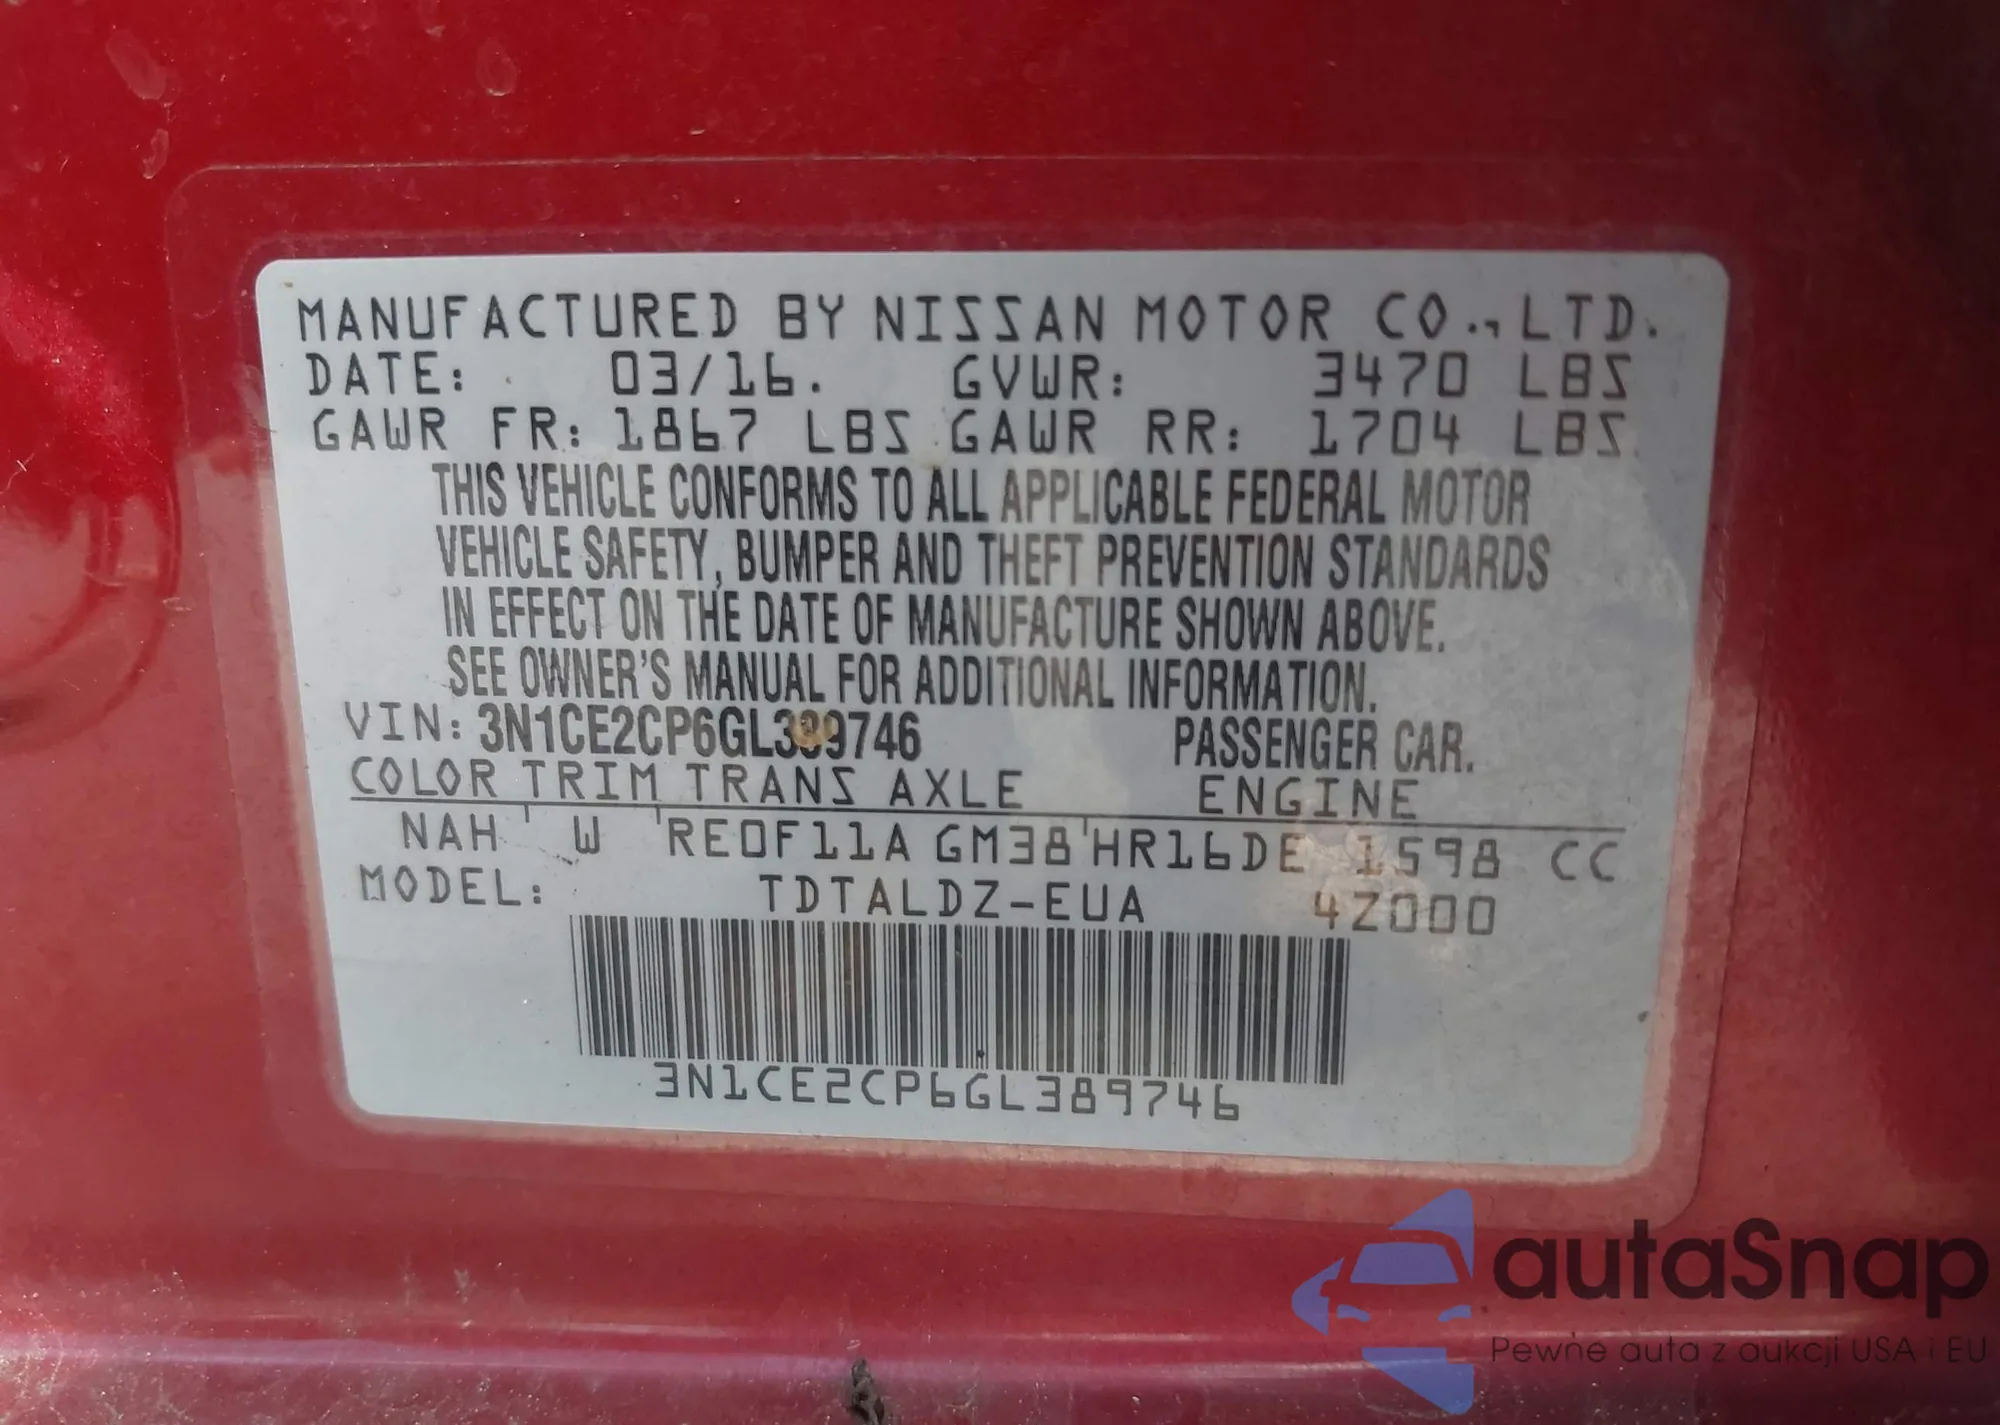 MANUFACTURED BY NISSAN MOTOR CO., LTD.
DATE: 03/16. GVWR: 3470 LBS
GAWR FR: 1867 LBS GAWR RR: 1704 LBS
THIS VEHICLE CONFORMS TO ALL APPLICABLE FEDERAL MOTOR
VEHICLE SAFETY, BUMPER AND THEFT PREVENTION STANDARDS
IN EFFECT ON THE DATE OF MANUFACTURE SHOWN ABOVE.
SEE OWNER'S MANUAL FOR ADDITIONAL INFORMATION.
VIN: 3N1CE2CP6GL389746 PASSENGER CAR.
COLOR TRIM TRANS AXLE ENGINE
NAH W RE0F11A GM38 HR16DE 1598 CC
MODEL: TDTALDZ-EUA 4Z000
3N1CE2CP6GL389746
autaSnap
Pewne auta z aukcji USA i EU